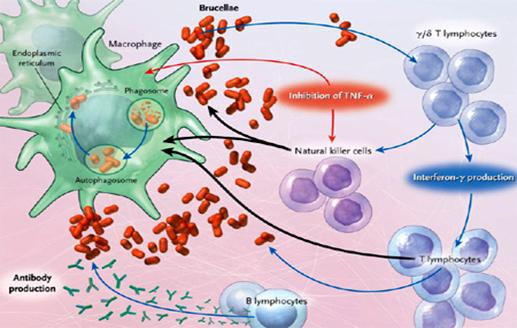 Brucellae
Macrophage
γ/δ T lymphocytes
Endoplasmic
reticulum
Phagosome
Inhibition of TNF-α
Natural killer cells
Autophagosome
Interferon-γ production
T lymphocytes
Antibody
production
B lymphocytes